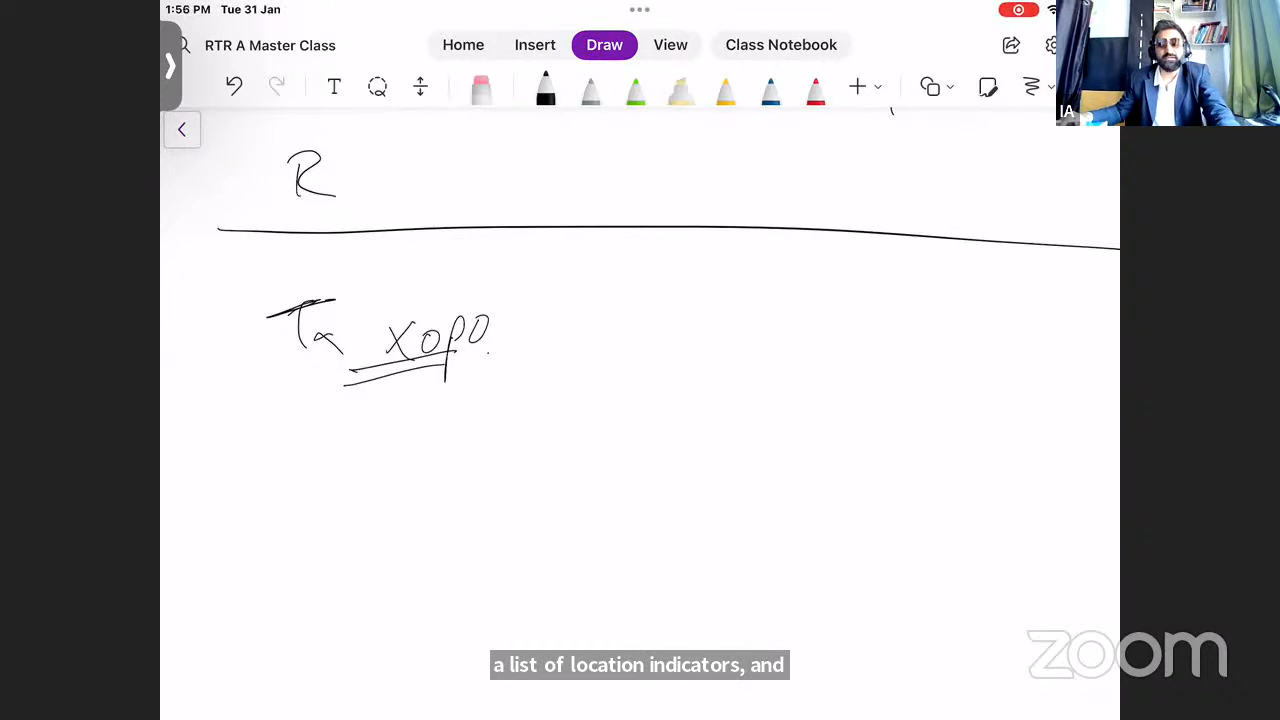 1:56 PM Tue 31 Jan
RTR A Master Class
Home Insert Draw View Class Notebook
T
IA
R
Tx XOPO
a list of location indicators, and
zoom